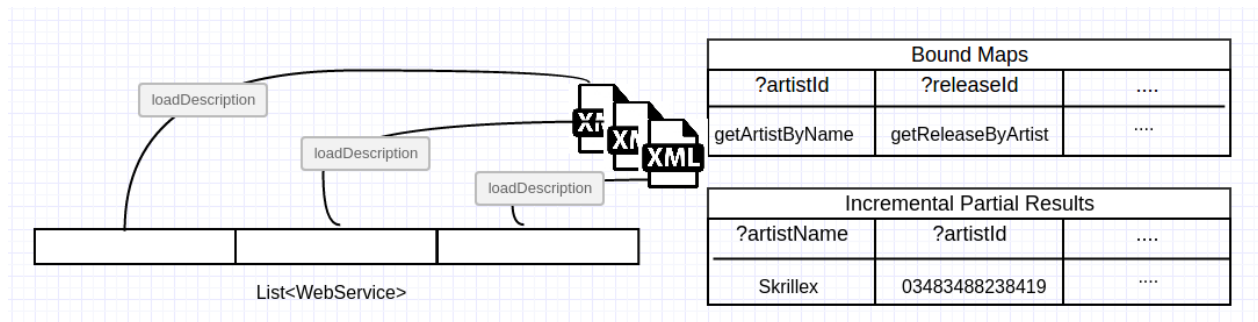 loadDescription
loadDescription
loadDescription
XML
List<WebService>
Bound Maps
?artistId ?releaseId ....
getArtistByName getReleaseByArtist ....
Incremental Partial Results
?artistName ?artistId ....
Skrillex 03483488238419 ....